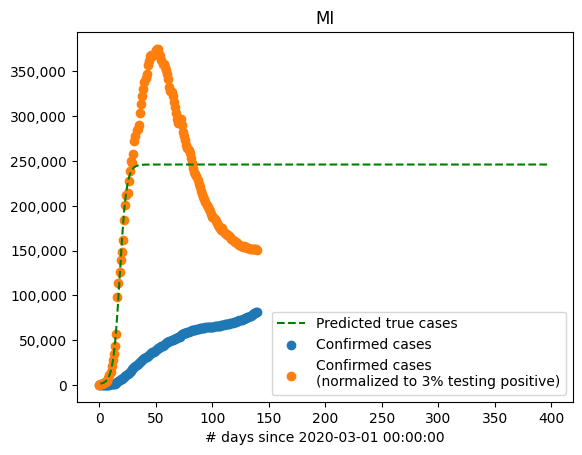 MI
350,000
300,000
250,000
200,000
150,000
100,000
50,000
0
Predicted true cases
Confirmed cases
Confirmed cases
(normalized to 3% testing positive)
0 50 100 150 200 250 300 350 400
# days since 2020-03-01 00:00:00